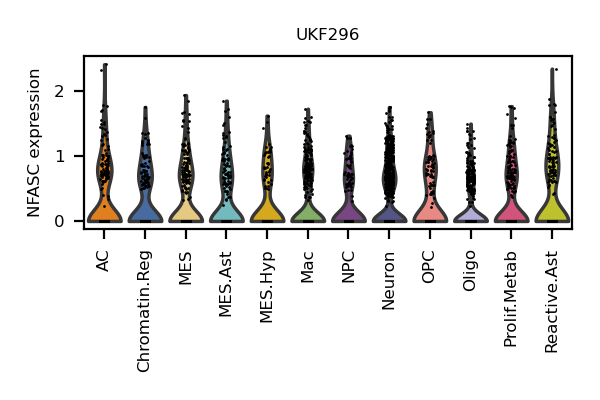 UKF296
NFASC expression
2
1
0
AC
Chromatin.Reg
MES
MES.Ast
MES.Hyp
Mac
NPC
Neuron
OPC
Oligo
Prolif.Metab
Reactive.Ast